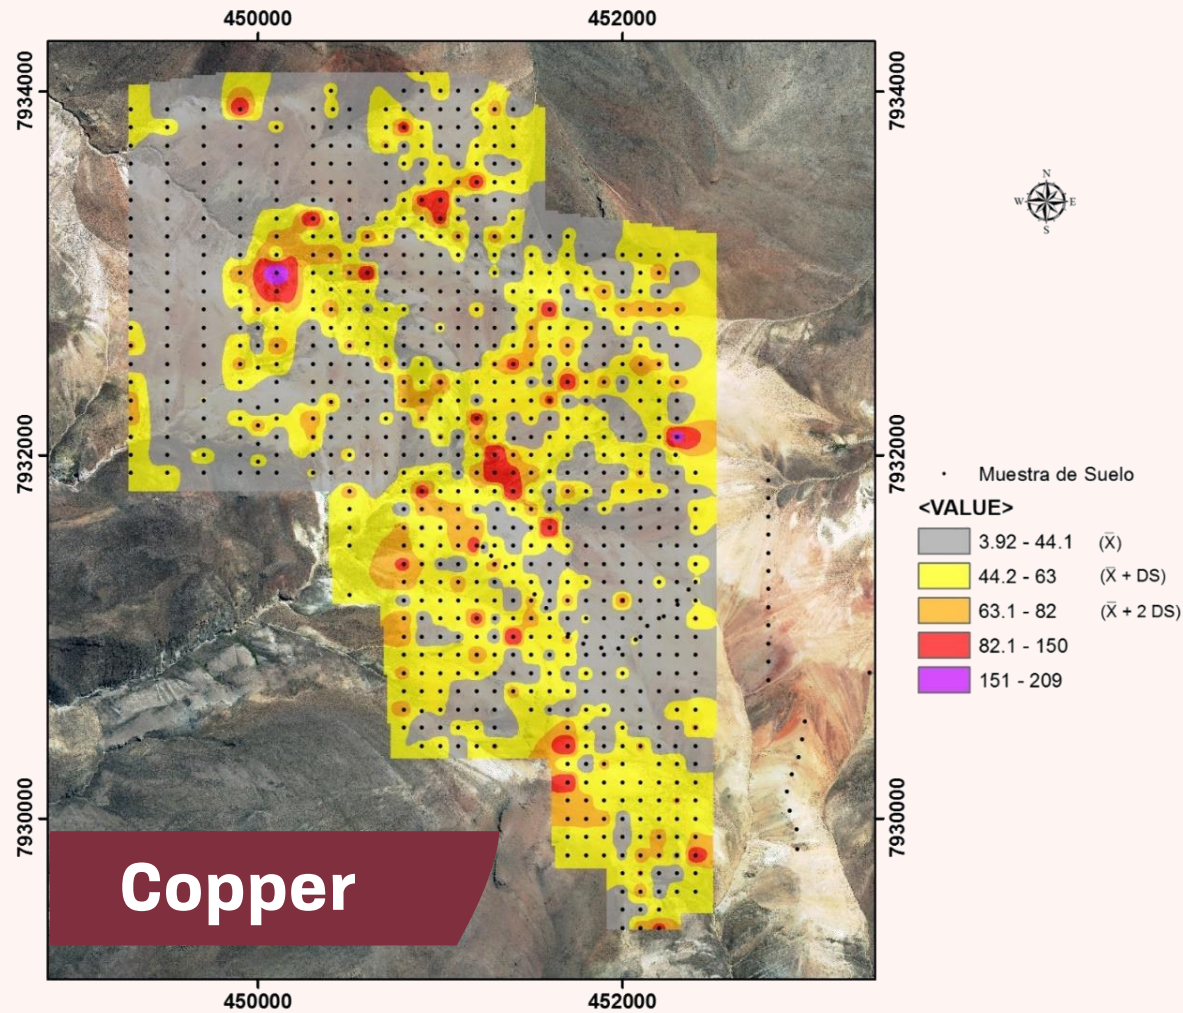 450000 452000
7934000 7934000
N
W E
S
7932000 7932000
Muestra de Suelo
<VALUE>
3.92 - 44.1 (X̄)
44.2 - 63 (X̄ + DS)
63.1 - 82 (X̄ + 2 DS)
82.1 - 150
151 - 209
7930000 7930000
Copper
450000 452000